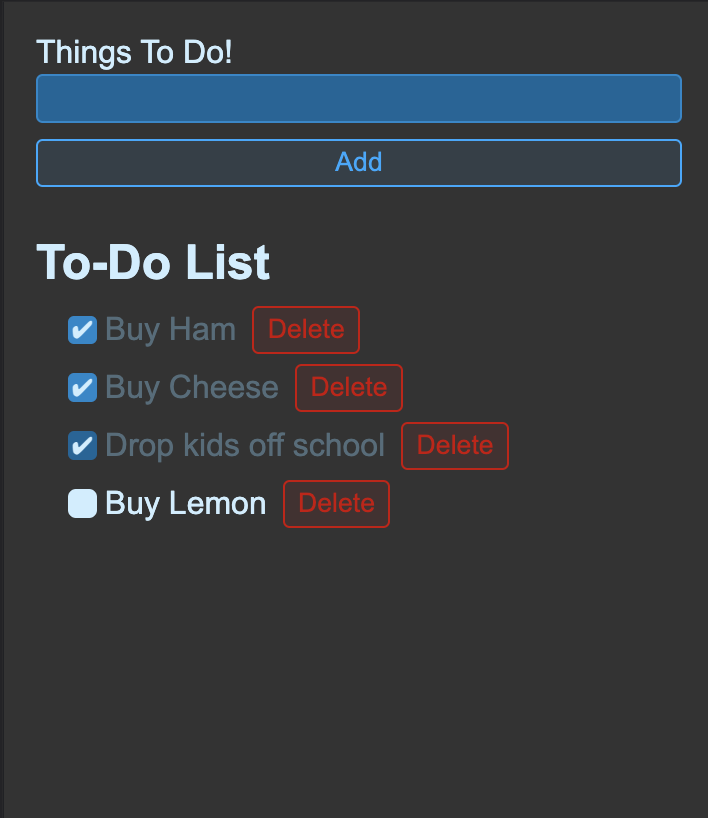 Things To Do!
Add
To-Do List
Buy Ham Delete
Buy Cheese Delete
Drop kids off school Delete
Buy Lemon Delete